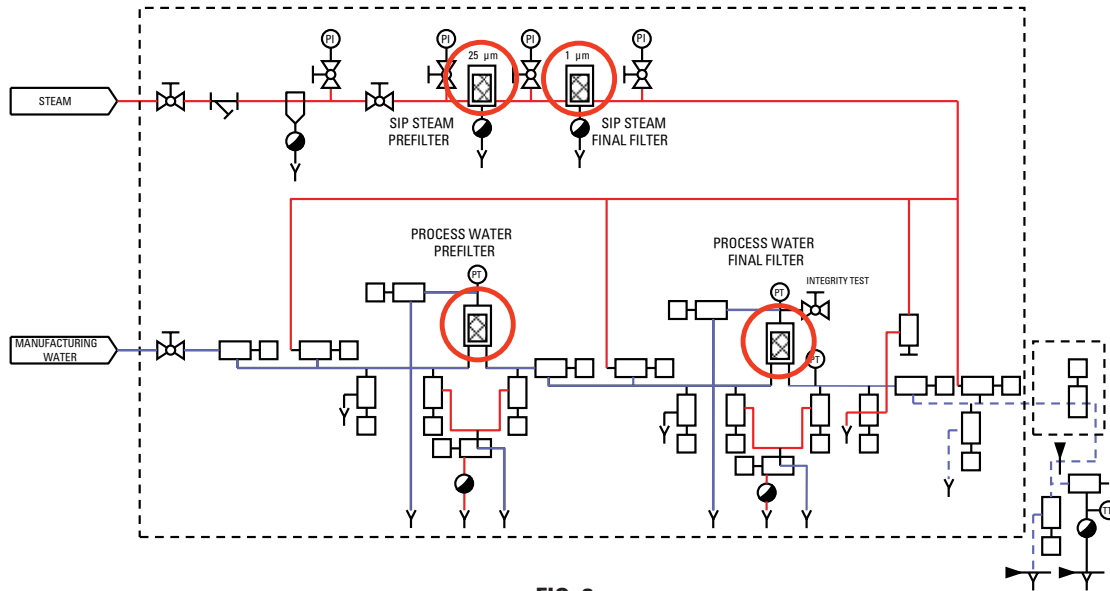 PI
PI
PI
PI
25 µm
1 µm
STEAM
SIP STEAM
PREFILTER
SIP STEAM
FINAL FILTER
PROCESS WATER
PREFILTER
PROCESS WATER
FINAL FILTER
PT
PT
INTEGRITY TEST
MANUFACTURING
WATER
PT
TT